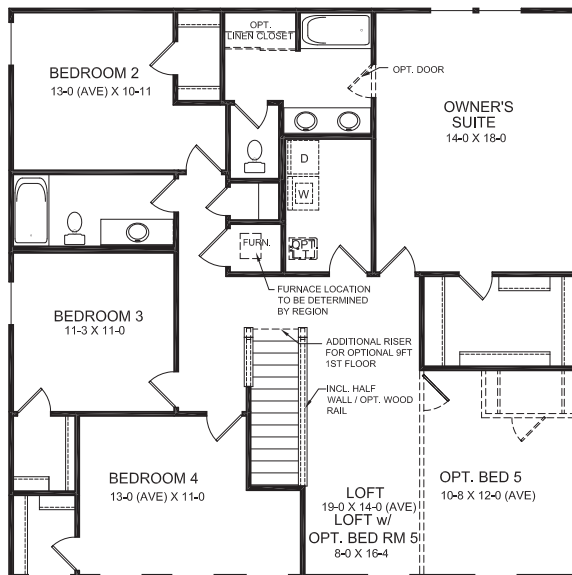 OPT.
LINEN CLOSET
BEDROOM 2
13-0 (AVE) X 10-11
OPT. DOOR
OWNER'S
SUITE
14-0 X 18-0
D
W
FURN.
OPT.
FURNACE LOCATION
TO BE DETERMINED
BY REGION
BEDROOM 3
11-3 X 11-0
ADDITIONAL RISER
FOR OPTIONAL 9FT
1ST FLOOR
INCL. HALF
WALL / OPT. WOOD
RAIL
BEDROOM 4
13-0 (AVE) X 11-0
LOFT
19-0 X 14-0 (AVE)
LOFT w/
OPT. BED RM 5
8-0 X 16-4
OPT. BED 5
10-8 X 12-0 (AVE)